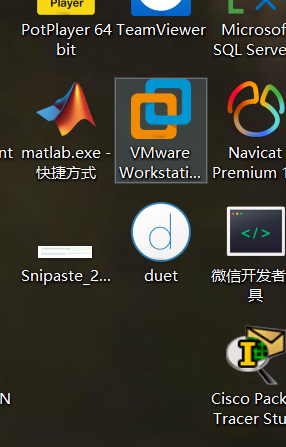 Player
PotPlayer 64 bit
TeamViewer
Microsof
SQL Serve
nt
matlab.exe -
快捷方式
VMware
Workstati...
Navicat
Premium 1
Snipaste_2...
duet
</>
微信开发者
具
N
Cisco Pack
Tracer Stu